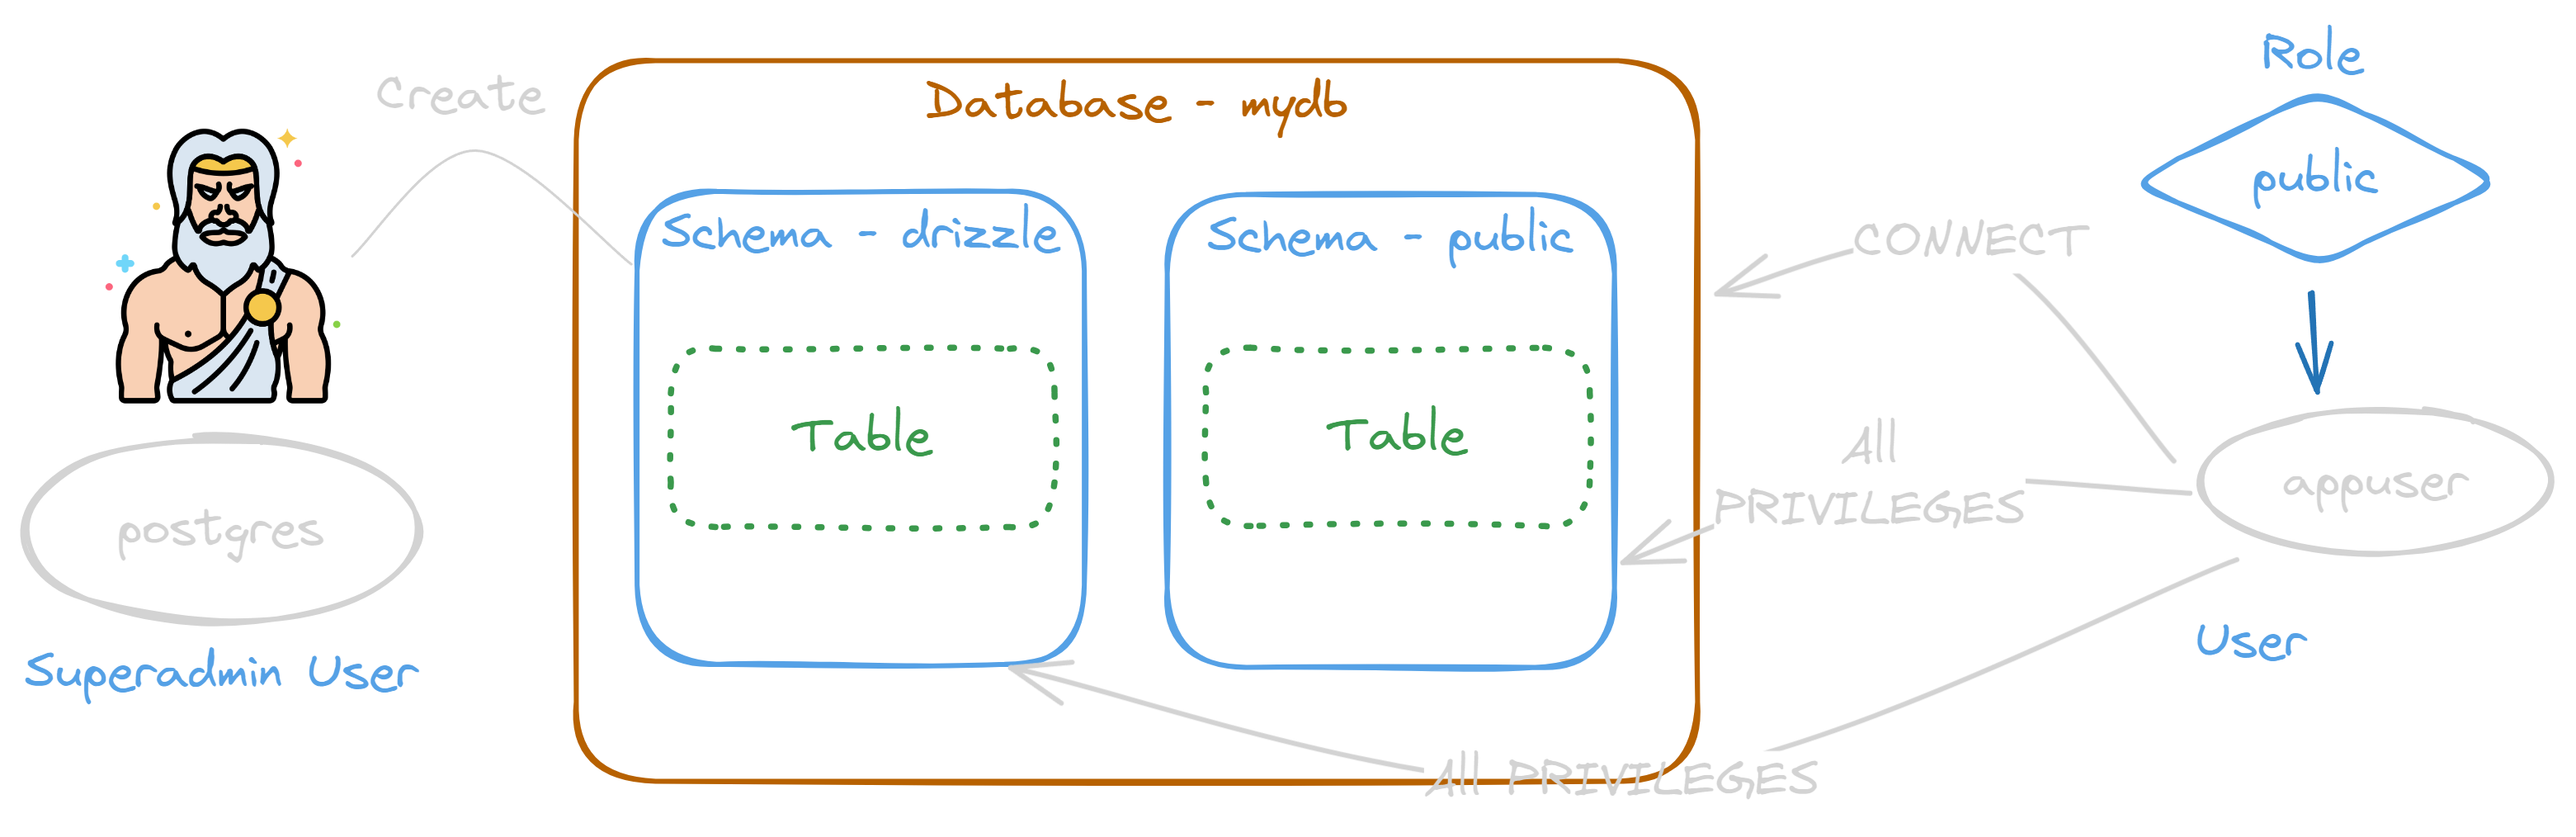 Role
Create
Database - mydb
public
Schema - drizzle
Schema - public
CONNECT
Table
Table
All
PRIVILEGES
appuser
postgres
User
Superadmin User
All PRIVILEGES